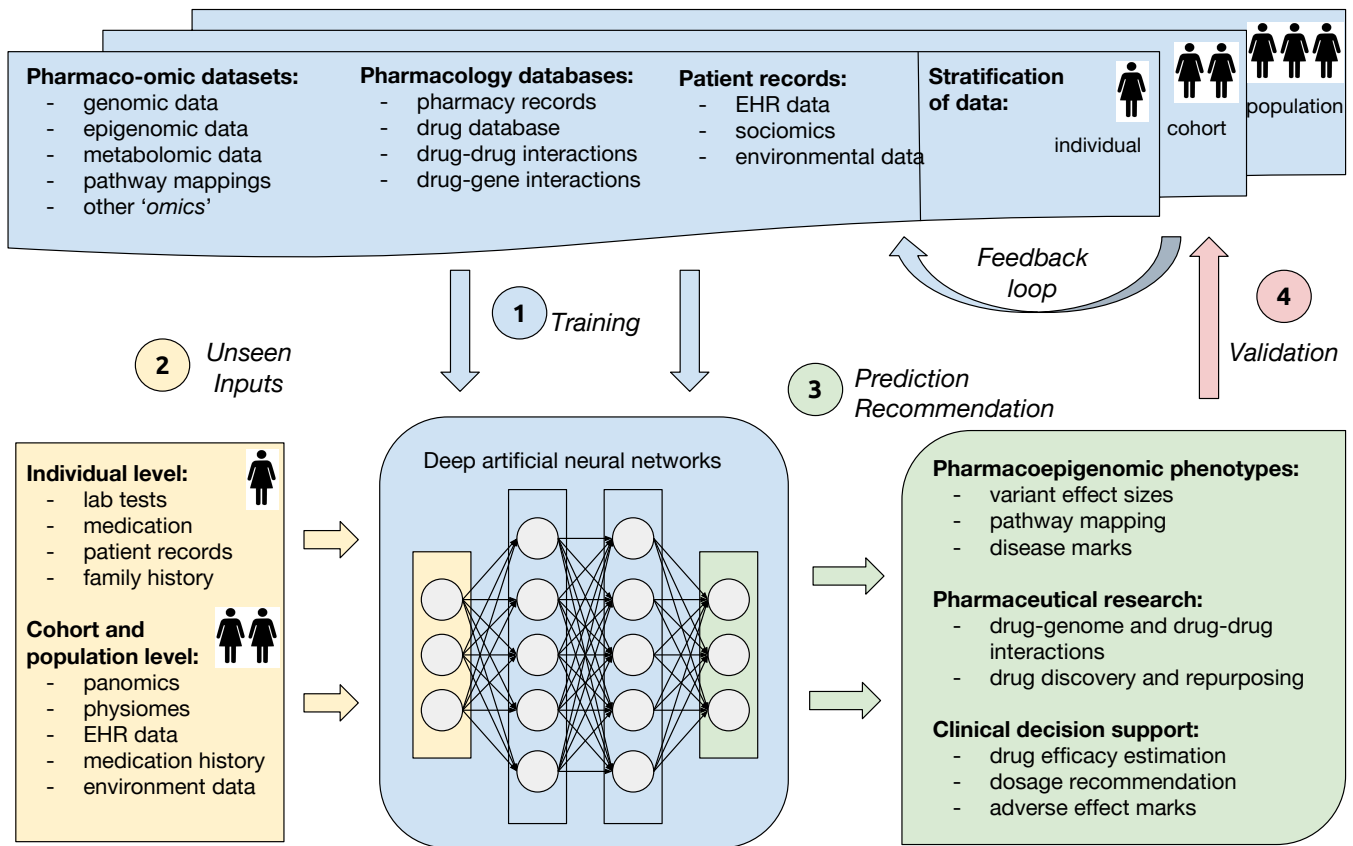 Pharmaco-omic datasets:
- genomic data
- epigenomic data
- metabolomic data
- pathway mappings
- other ‘omics’
Pharmacology databases:
- pharmacy records
- drug database
- drug-drug interactions
- drug-gene interactions
Patient records:
- EHR data
- sociomics
- environmental data
Stratification
of data:
individual
cohort
population
Feedback
loop
1
Training
2
Unseen
Inputs
3
Prediction
Recommendation
4
Validation
Individual level:
- lab tests
- medication
- patient records
- family history
Cohort and
population level:
- panomics
- physiomes
- EHR data
- medication history
- environment data
Deep artificial neural networks
Pharmacoepigenomic phenotypes:
- variant effect sizes
- pathway mapping
- disease marks
Pharmaceutical research:
- drug-genome and drug-drug
interactions
- drug discovery and repurposing
Clinical decision support:
- drug efficacy estimation
- dosage recommendation
- adverse effect marks